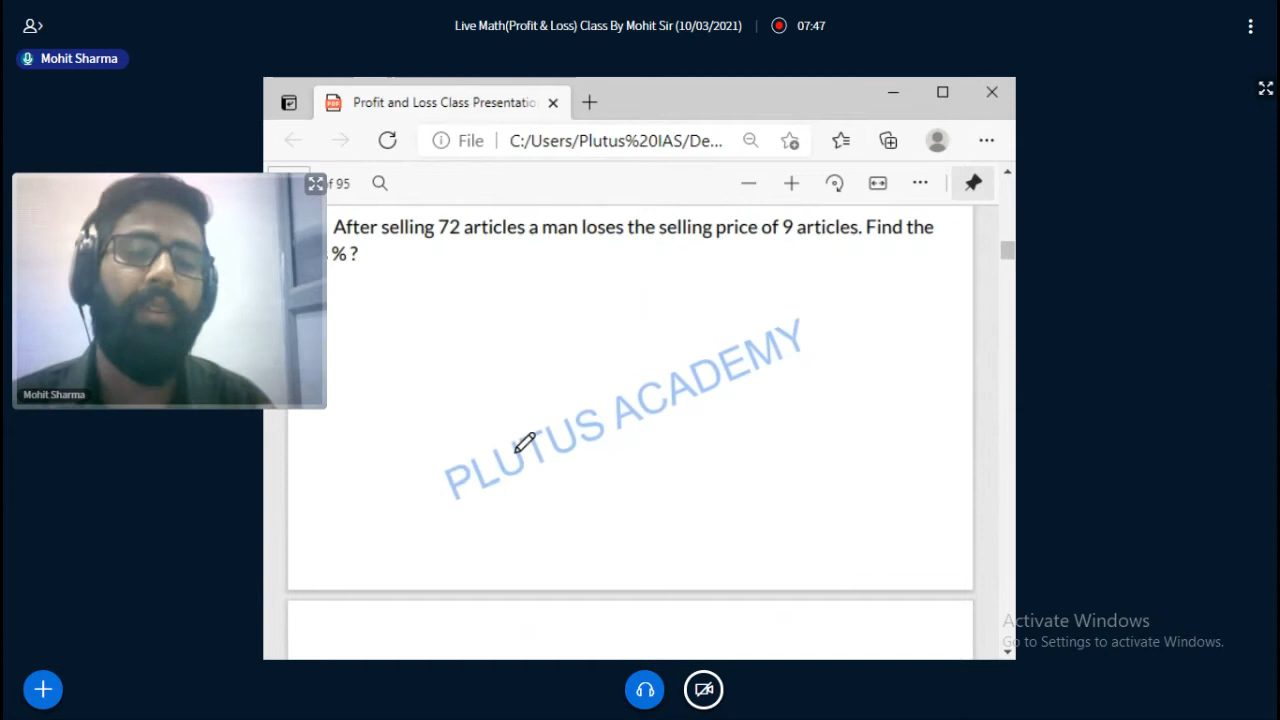 Live Math(Profit & Loss) Class By Mohit Sir (10/03/2021)
07:47
Mohit Sharma
Profit and Loss Class Presentatio
File
C:/Users/Plutus%20IAS/De...
of 95
After selling 72 articles a man loses the selling price of 9 articles. Find the
% ?
Mohit Sharma
PLUTUS ACADEMY
Activate Windows
Go to Settings to activate Windows.